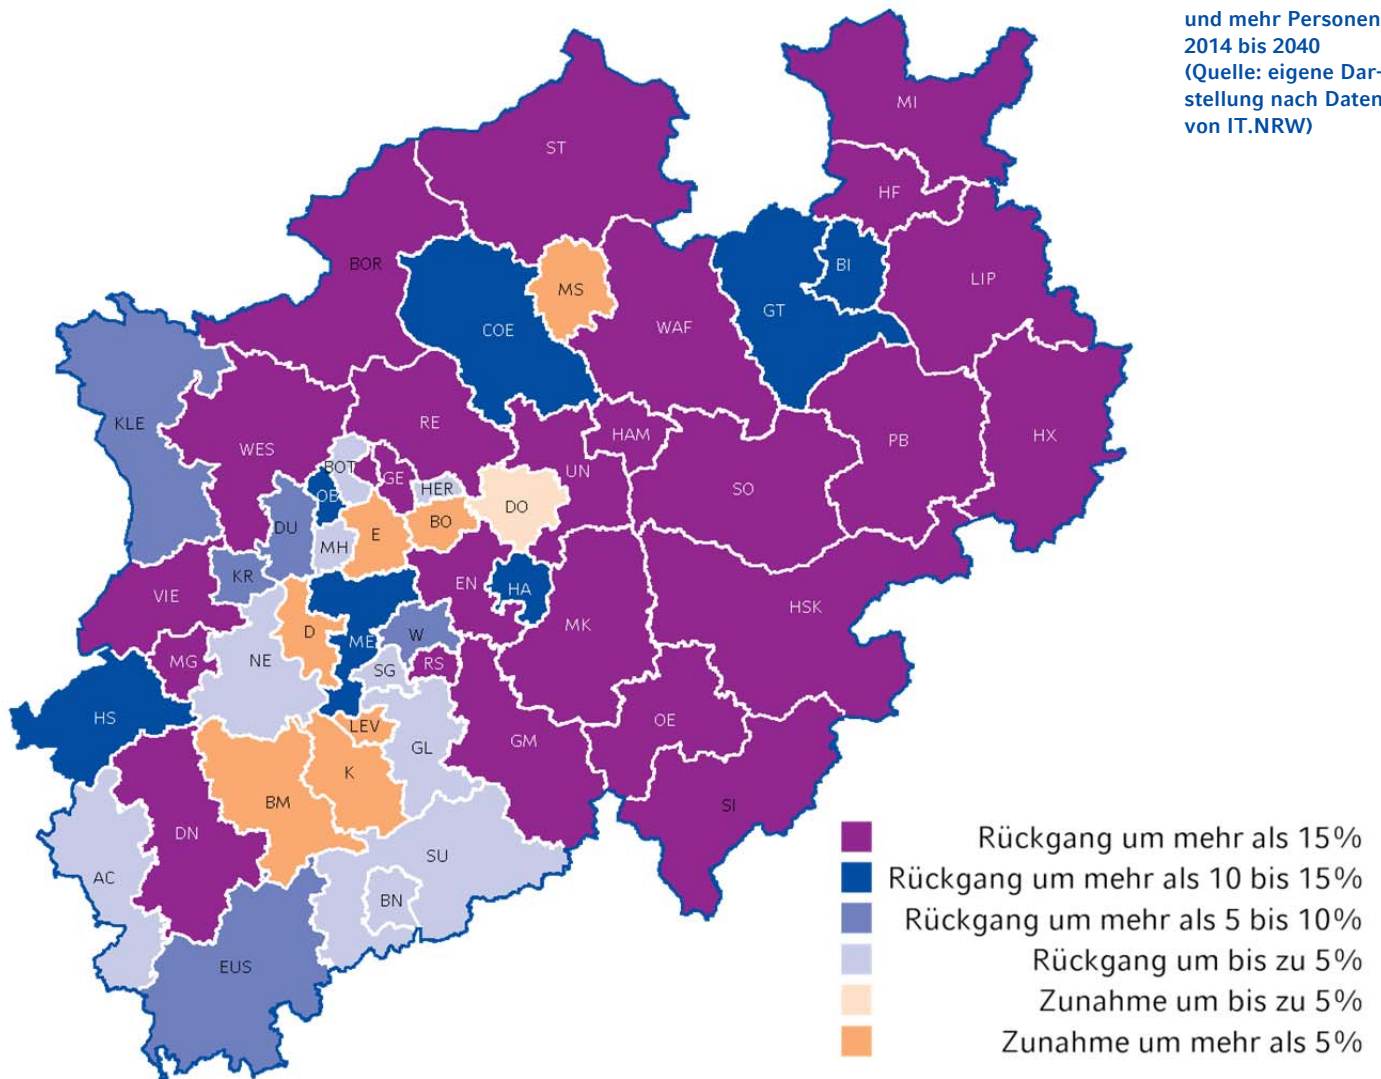 und mehr Personen
2014 bis 2040
(Quelle: eigene Dar-
stellung nach Daten
von IT.NRW)
MI
ST
HF
BOR
BI
LIP
MS
GT
COE
WAF
KLE
RE
HAM
PB
HX
WES
BOT
GE
UN
OB
HER
SO
DU
E
BO
DO
MH
KR
EN
HA
VIE
HSK
MK
D
ME
W
MG
NE
SG
RS
HS
LEV
GL
GM
OE
K
BM
SI
DN
SU
AC
BN
EUS
Rückgang um mehr als 15%
Rückgang um mehr als 10 bis 15%
Rückgang um mehr als 5 bis 10%
Rückgang um bis zu 5%
Zunahme um bis zu 5%
Zunahme um mehr als 5%